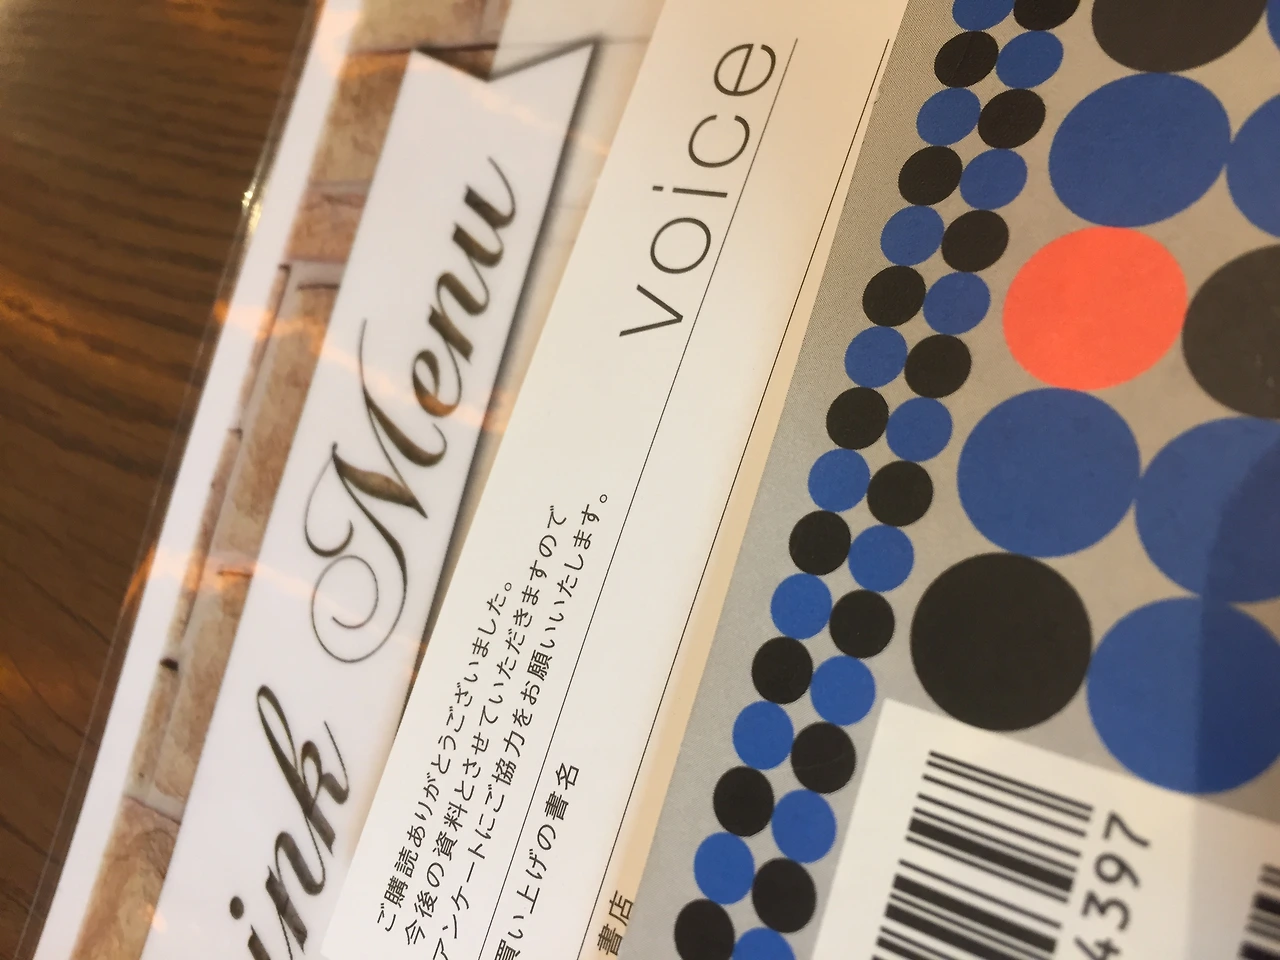 ink Menu
voice
ご購読ありがとうございました。
今後の資料とさせていただきますので
アンケートにご協力をお願いいたします。
買い上げの書名
書店
4397